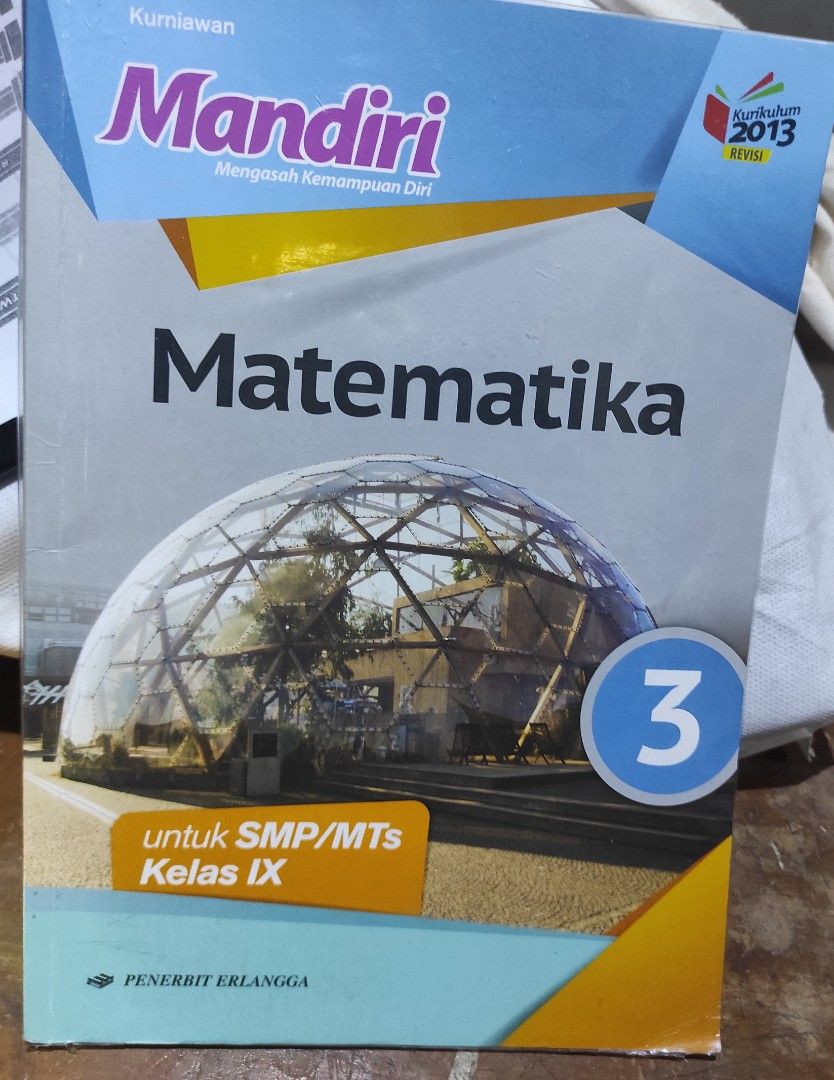 Kurniawan
Mandiri
Mengasah Kemampuan Diri
Kurikulum
2013
REVISI
Matematika
3
untuk SMP/MTs
Kelas IX
PENERBIT ERLANGGA